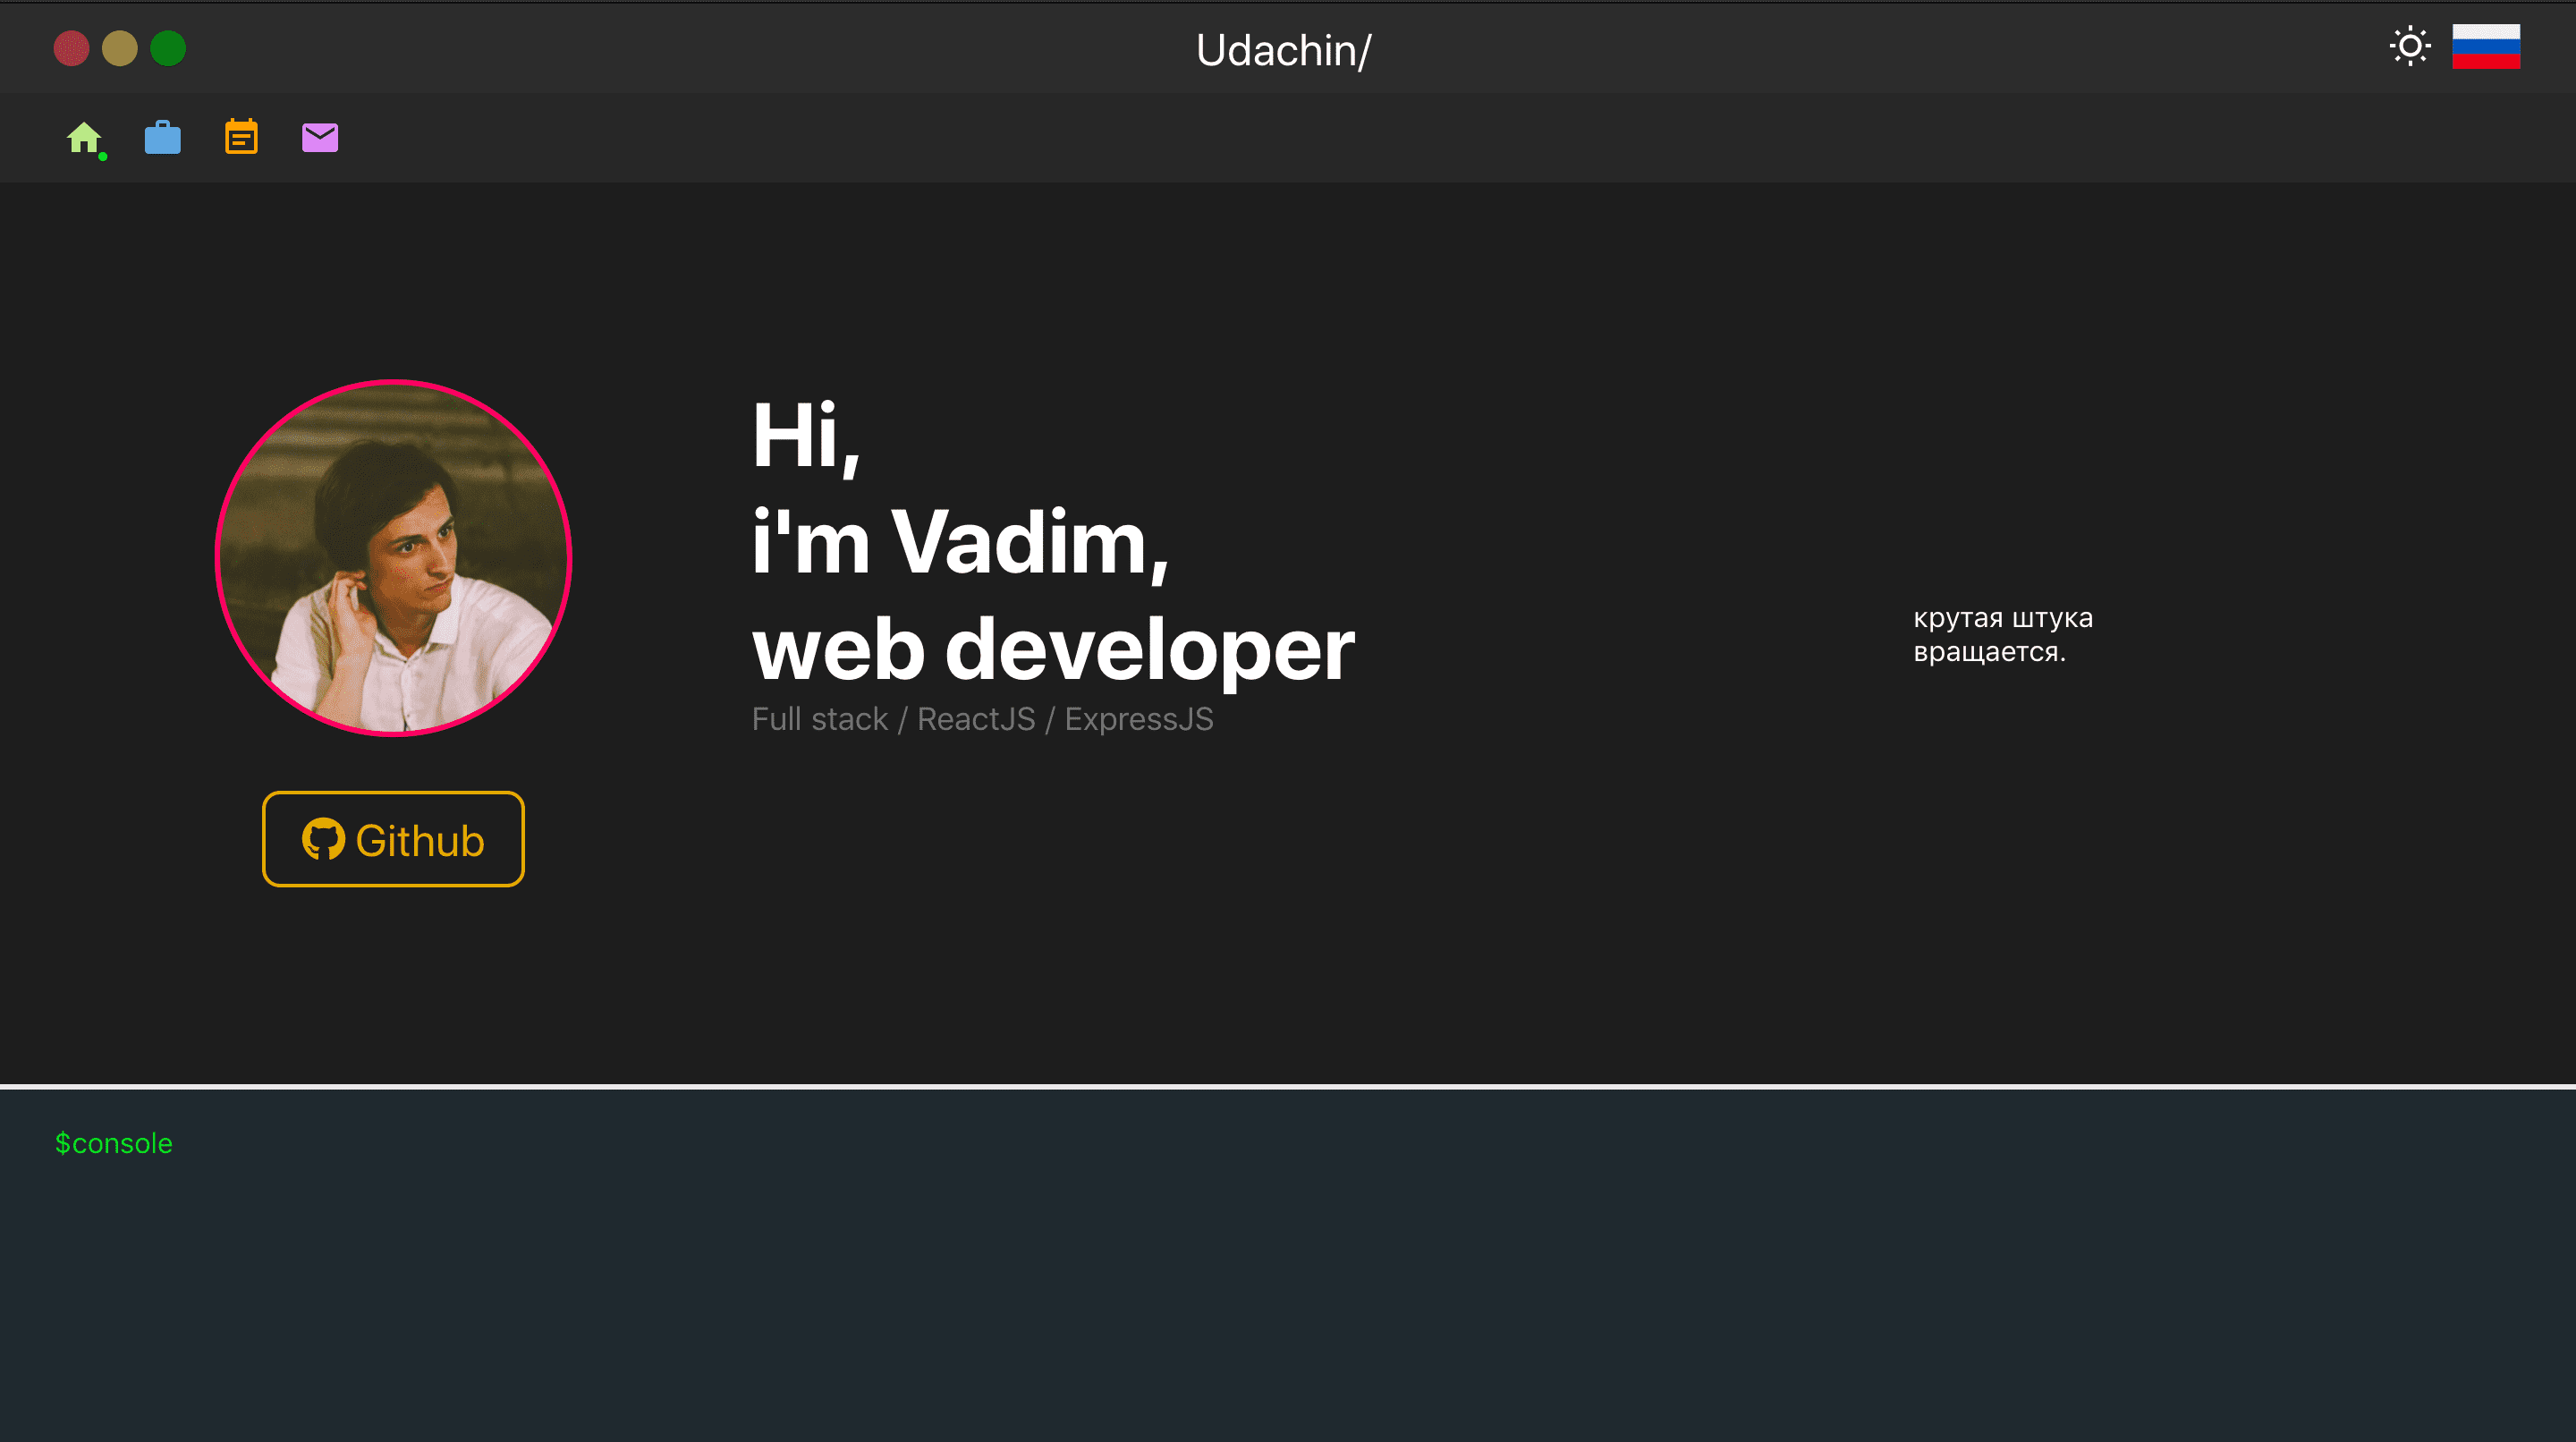 Udachin/
Hi,
i'm Vadim,
web developer
Full stack / ReactJS / ExpressJS
Github
крутая штука
вращается.
$console